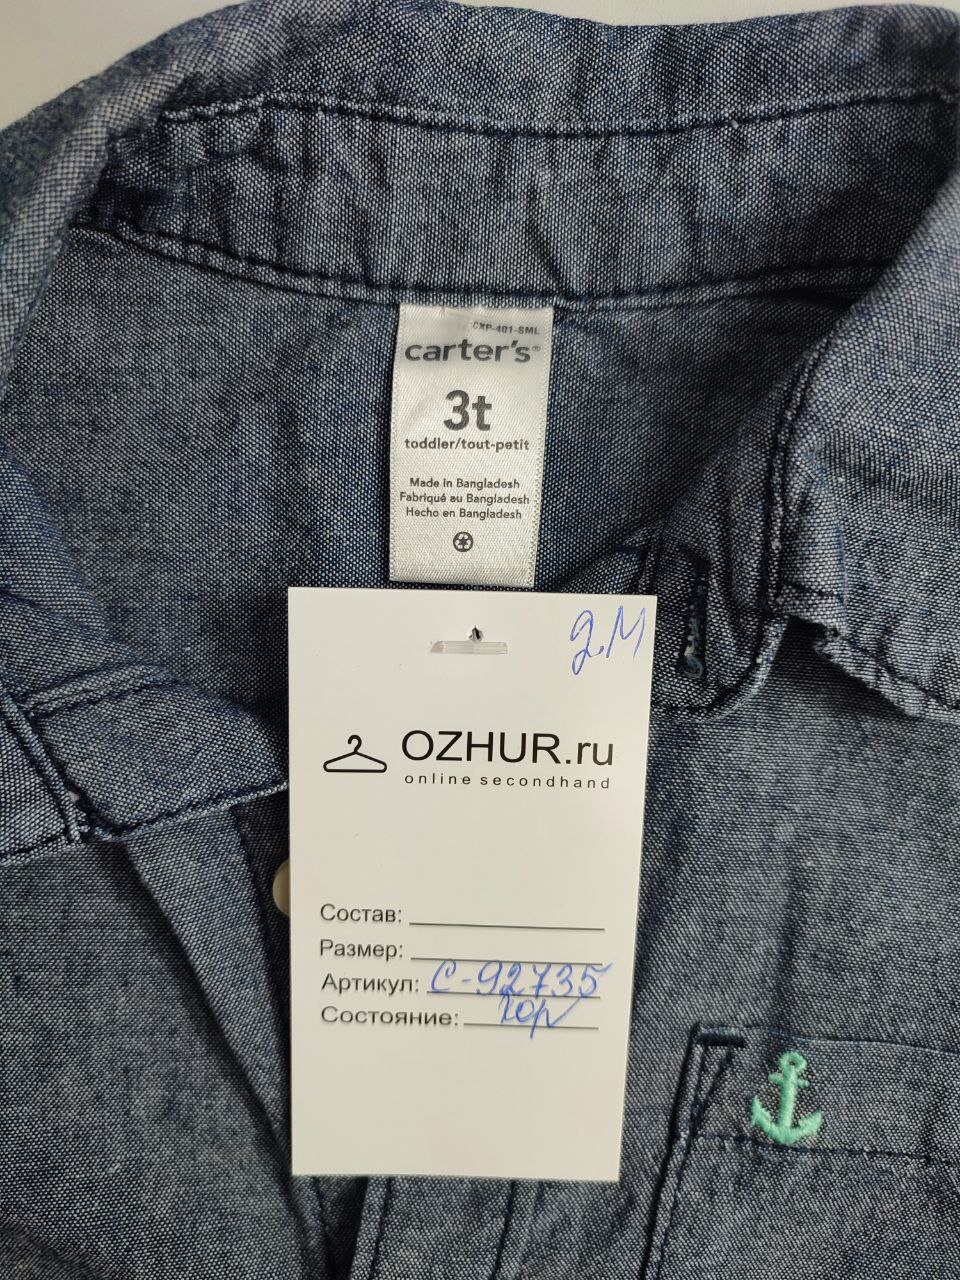 CXP-401-SML
carter's®
3t
toddler/tout-petit
Made in Bangladesh
Fabriqué au Bangladesh
Hecho en Bangladesh
д.М
OZHUR.ru
online secondhand
Состав:
Размер:
Артикул: С-92735
Состояние: хор